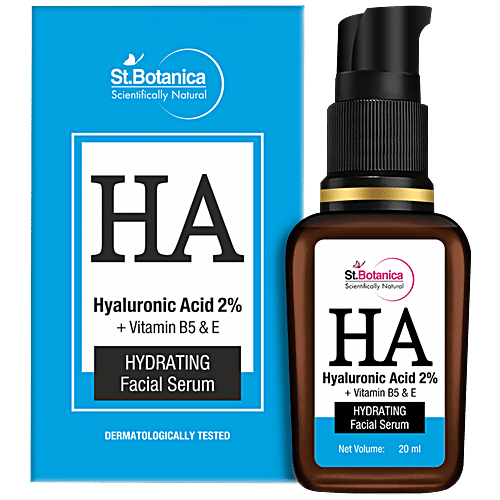 St.Botanica
Scientifically Natural
HA
Hyaluronic Acid 2%
+ Vitamin B5 & E
HYDRATING
Facial Serum
DERMATOLOGICALLY TESTED
St.Botanica
Scientifically Natural
HA
Hyaluronic Acid 2%
+ Vitamin B5 & E
HYDRATING
Facial Serum
Net Volume: 20 ml